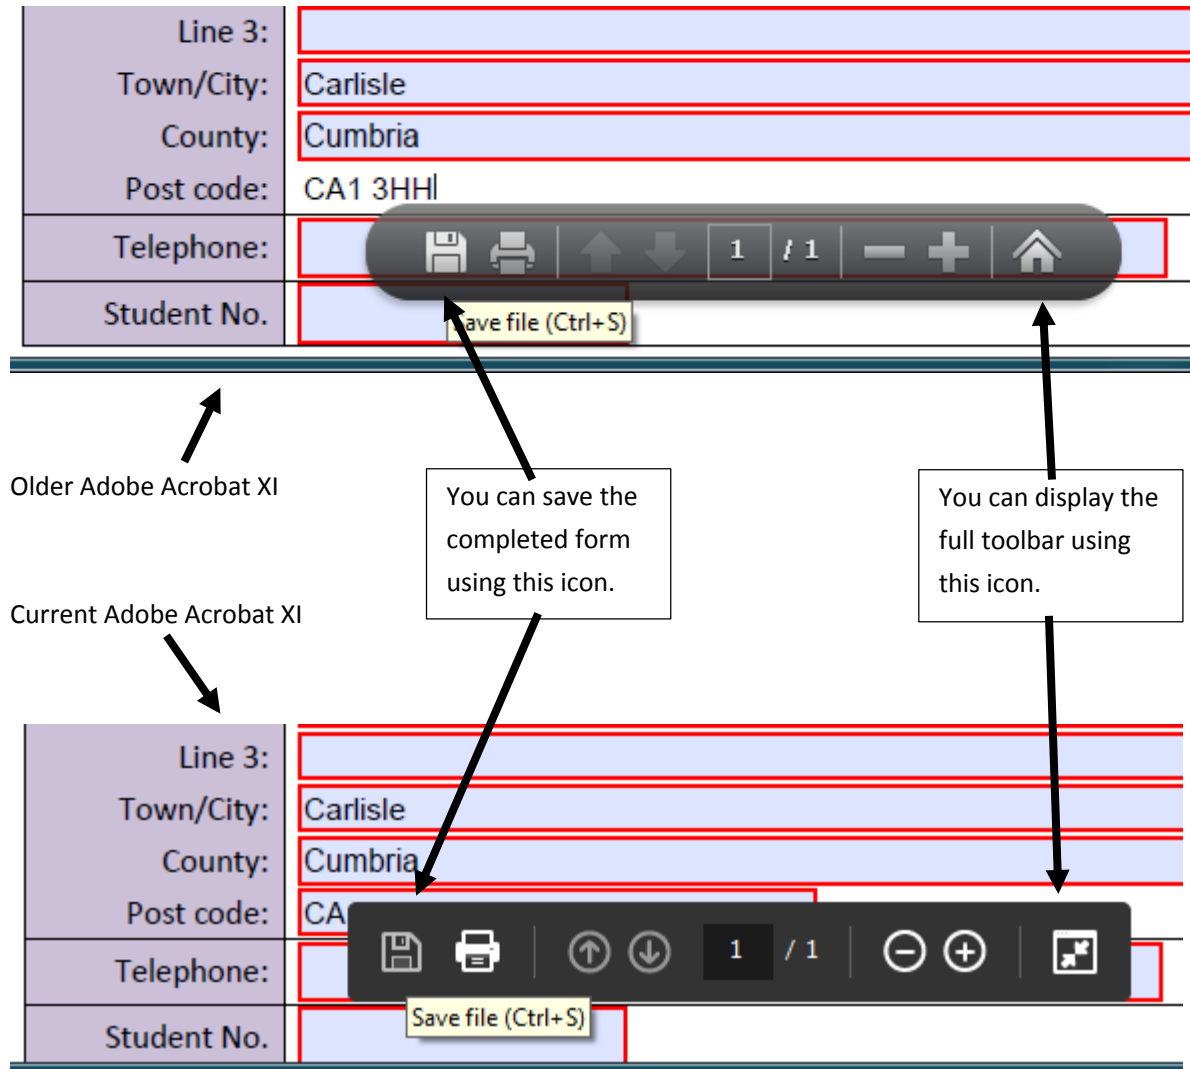 Line 3:
Town/City: Carlisle
County: Cumbria
Post code: CA1 3HH
Telephone:
1 / 1
Student No.
Save file (Ctrl+S)
Older Adobe Acrobat XI
You can save the
completed form
using this icon.
You can display the
full toolbar using
this icon.
Current Adobe Acrobat XI
Line 3:
Town/City: Carlisle
County: Cumbria
Post code: CA
Telephone:
1 / 1
Save file (Ctrl+S)
Student No.